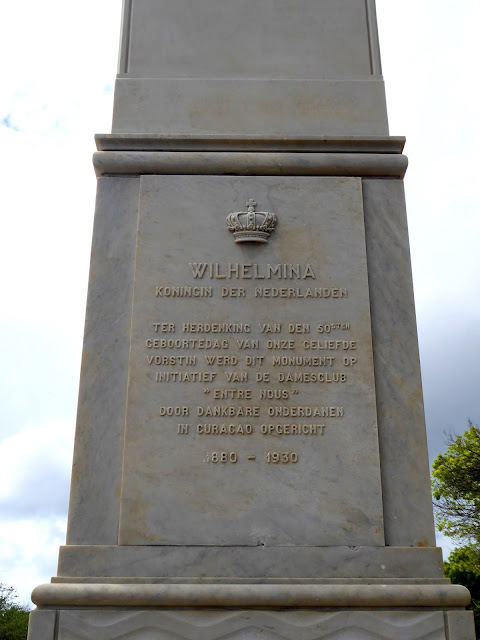 WILHELMINA
KONINGIN DER NEDERLANDEN
TER HERDENKING VAN DEN 50STEN
GEBOORTEDAG VAN ONZE GELIEFDE
VORSTIN WERD DIT MONUMENT OP
INITIATIEF VAN DE DAMESCLUB
"ENTRE NOUS"
DOOR DANKBARE ONDERDANEN
IN CURAÇAO OPGERICHT
1880 – 1930